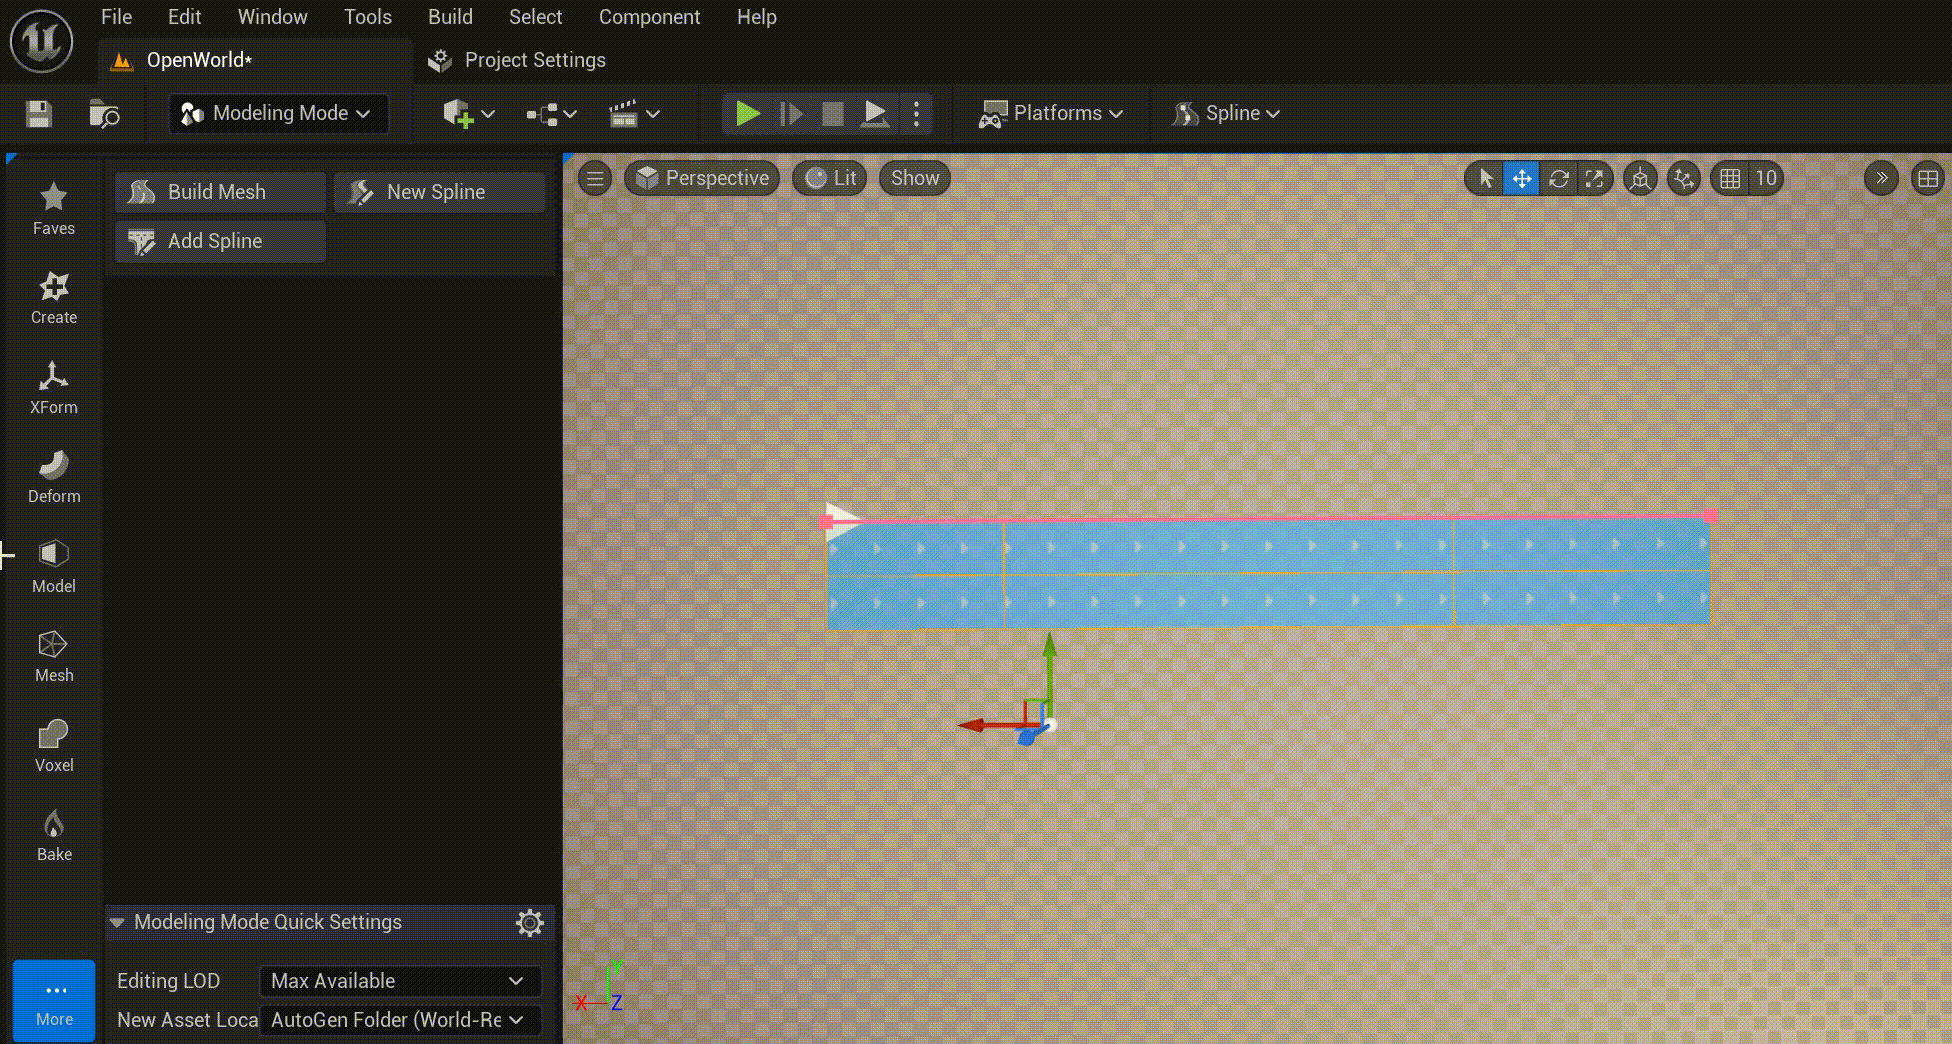 File Edit Window Tools Build Select Component Help
OpenWorld* Project Settings
Modeling Mode Platforms Spline
Build Mesh New Spline
Add Spline
Faves
Create
XForm
Deform
Model
Mesh
Voxel
Bake
More
Perspective Lit Show 10
Modeling Mode Quick Settings
Editing LOD Max Available
New Asset Loca AutoGen Folder (World-Re
Y
X Z